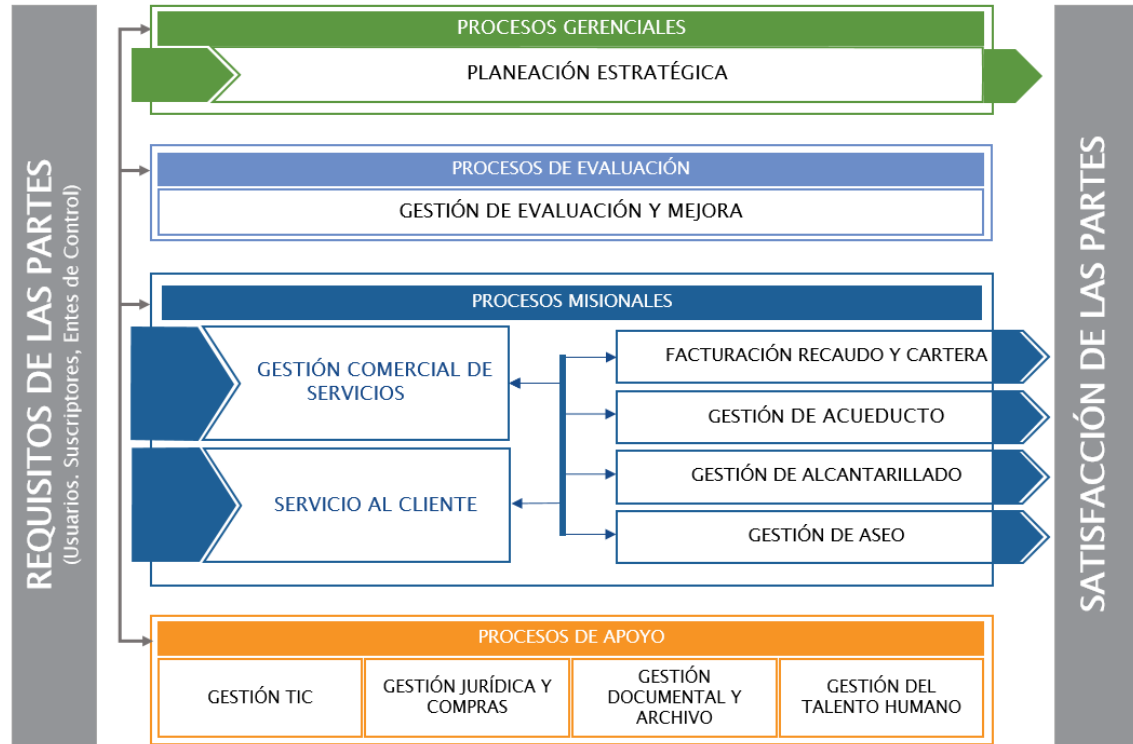 REQUISITOS DE LAS PARTES
(Usuarios. Suscriptores, Entes de Control)
PROCESOS GERENCIALES
PLANEACIÓN ESTRATÉGICA
PROCESOS DE EVALUACIÓN
GESTIÓN DE EVALUACIÓN Y MEJORA
PROCESOS MISIONALES
GESTIÓN COMERCIAL DE
SERVICIOS
SERVICIO AL CLIENTE
FACTURACIÓN RECAUDO Y CARTERA
GESTIÓN DE ACUEDUCTO
GESTIÓN DE ALCANTARILLADO
GESTIÓN DE ASEO
PROCESOS DE APOYO
GESTIÓN TIC
GESTIÓN JURÍDICA Y
COMPRAS
GESTIÓN
DOCUMENTAL Y
ARCHIVO
GESTIÓN DEL
TALENTO HUMANO
SATISFACCIÓN DE LAS PARTES